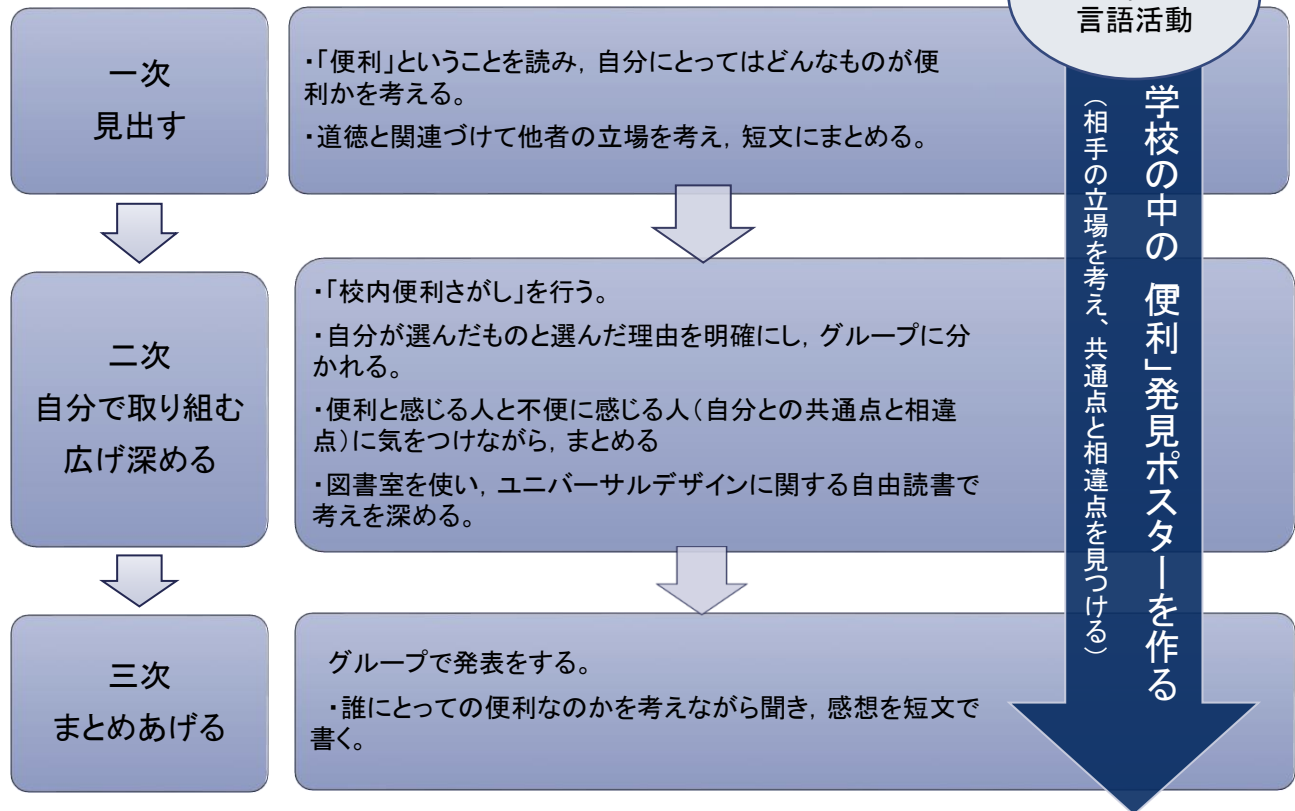 言語活動
一次
見出す
・「便利」ということを読み，自分にとってはどんなものが便
利かを考える。
・道徳と関連づけて他者の立場を考え，短文にまとめる。
二次
自分で取り組む
広げ深める
・「校内便利さがし」を行う。
・自分が選んだものと選んだ理由を明確にし，グループに分
かれる。
・便利と感じる人と不便に感じる人（自分との共通点と相違
点）に気をつけながら，まとめる
・図書室を使い，ユニバーサルデザインに関する自由読書で
考えを深める。
三次
まとめあげる
グループで発表をする。
・誰にとっての便利なのかを考えながら聞き，感想を短文で
書く。
学校の中の「便利」発見ポスターを作る
（相手の立場を考え、共通点と相違点を見つける）